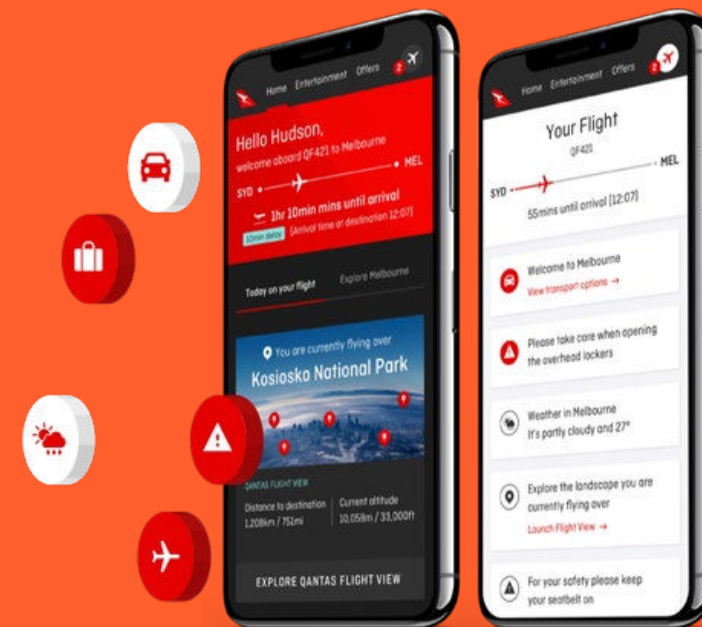 Home Entertainment Offers 2
Hello Hudson,
welcome aboard QF421 to Melbourne
SYD MEL
1hr 10min mins until arrival
10min delay (Arrival time at destination 12:07)
Today on your flight Explore Melbourne
You are currently flying over
Kosiosko National Park
QANTAS FLIGHT VIEW
Distance to destination
1,208km / 751mi
Current altitude
10,058m / 33,000ft
EXPLORE QANTAS FLIGHT VIEW
Home Entertainment Offers 2
Your Flight
QF421
SYD MEL
55mins until arrival (12:07)
Welcome to Melbourne
View transport options →
Please take care when opening
the overhead lockers
Weather in Melbourne
It's partly cloudy and 27°
Explore the landscape you are
currently flying over
Launch Flight View →
For your safety please keep
your seatbelt on